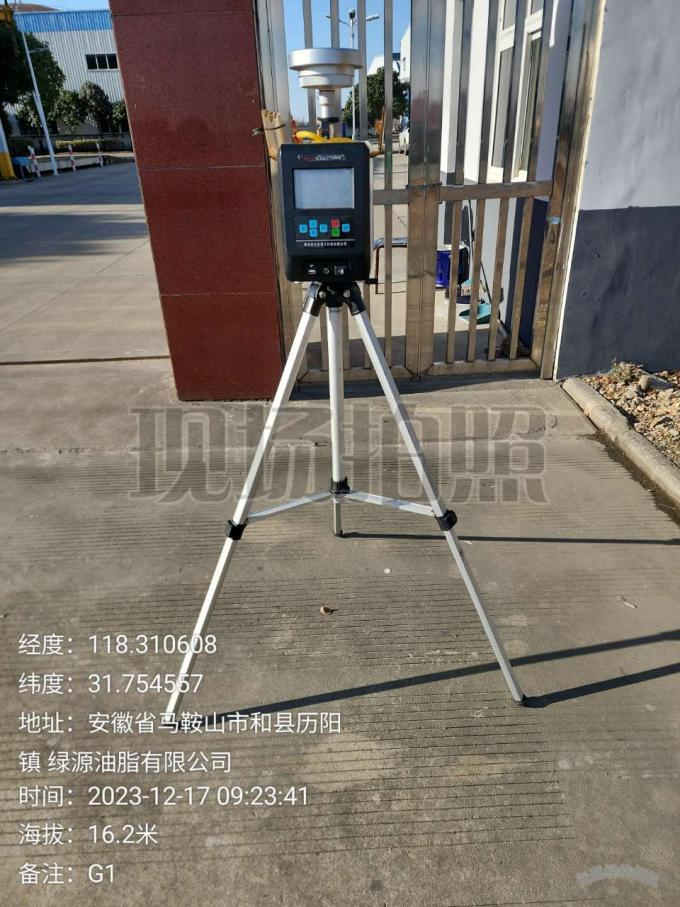 现场拍照
经度：118.310608
纬度：31.754557
地址：安徽省马鞍山市和县历阳
镇 绿源油脂有限公司
时间：2023-12-17 09:23:41
海拔：16.2米
备注：G1